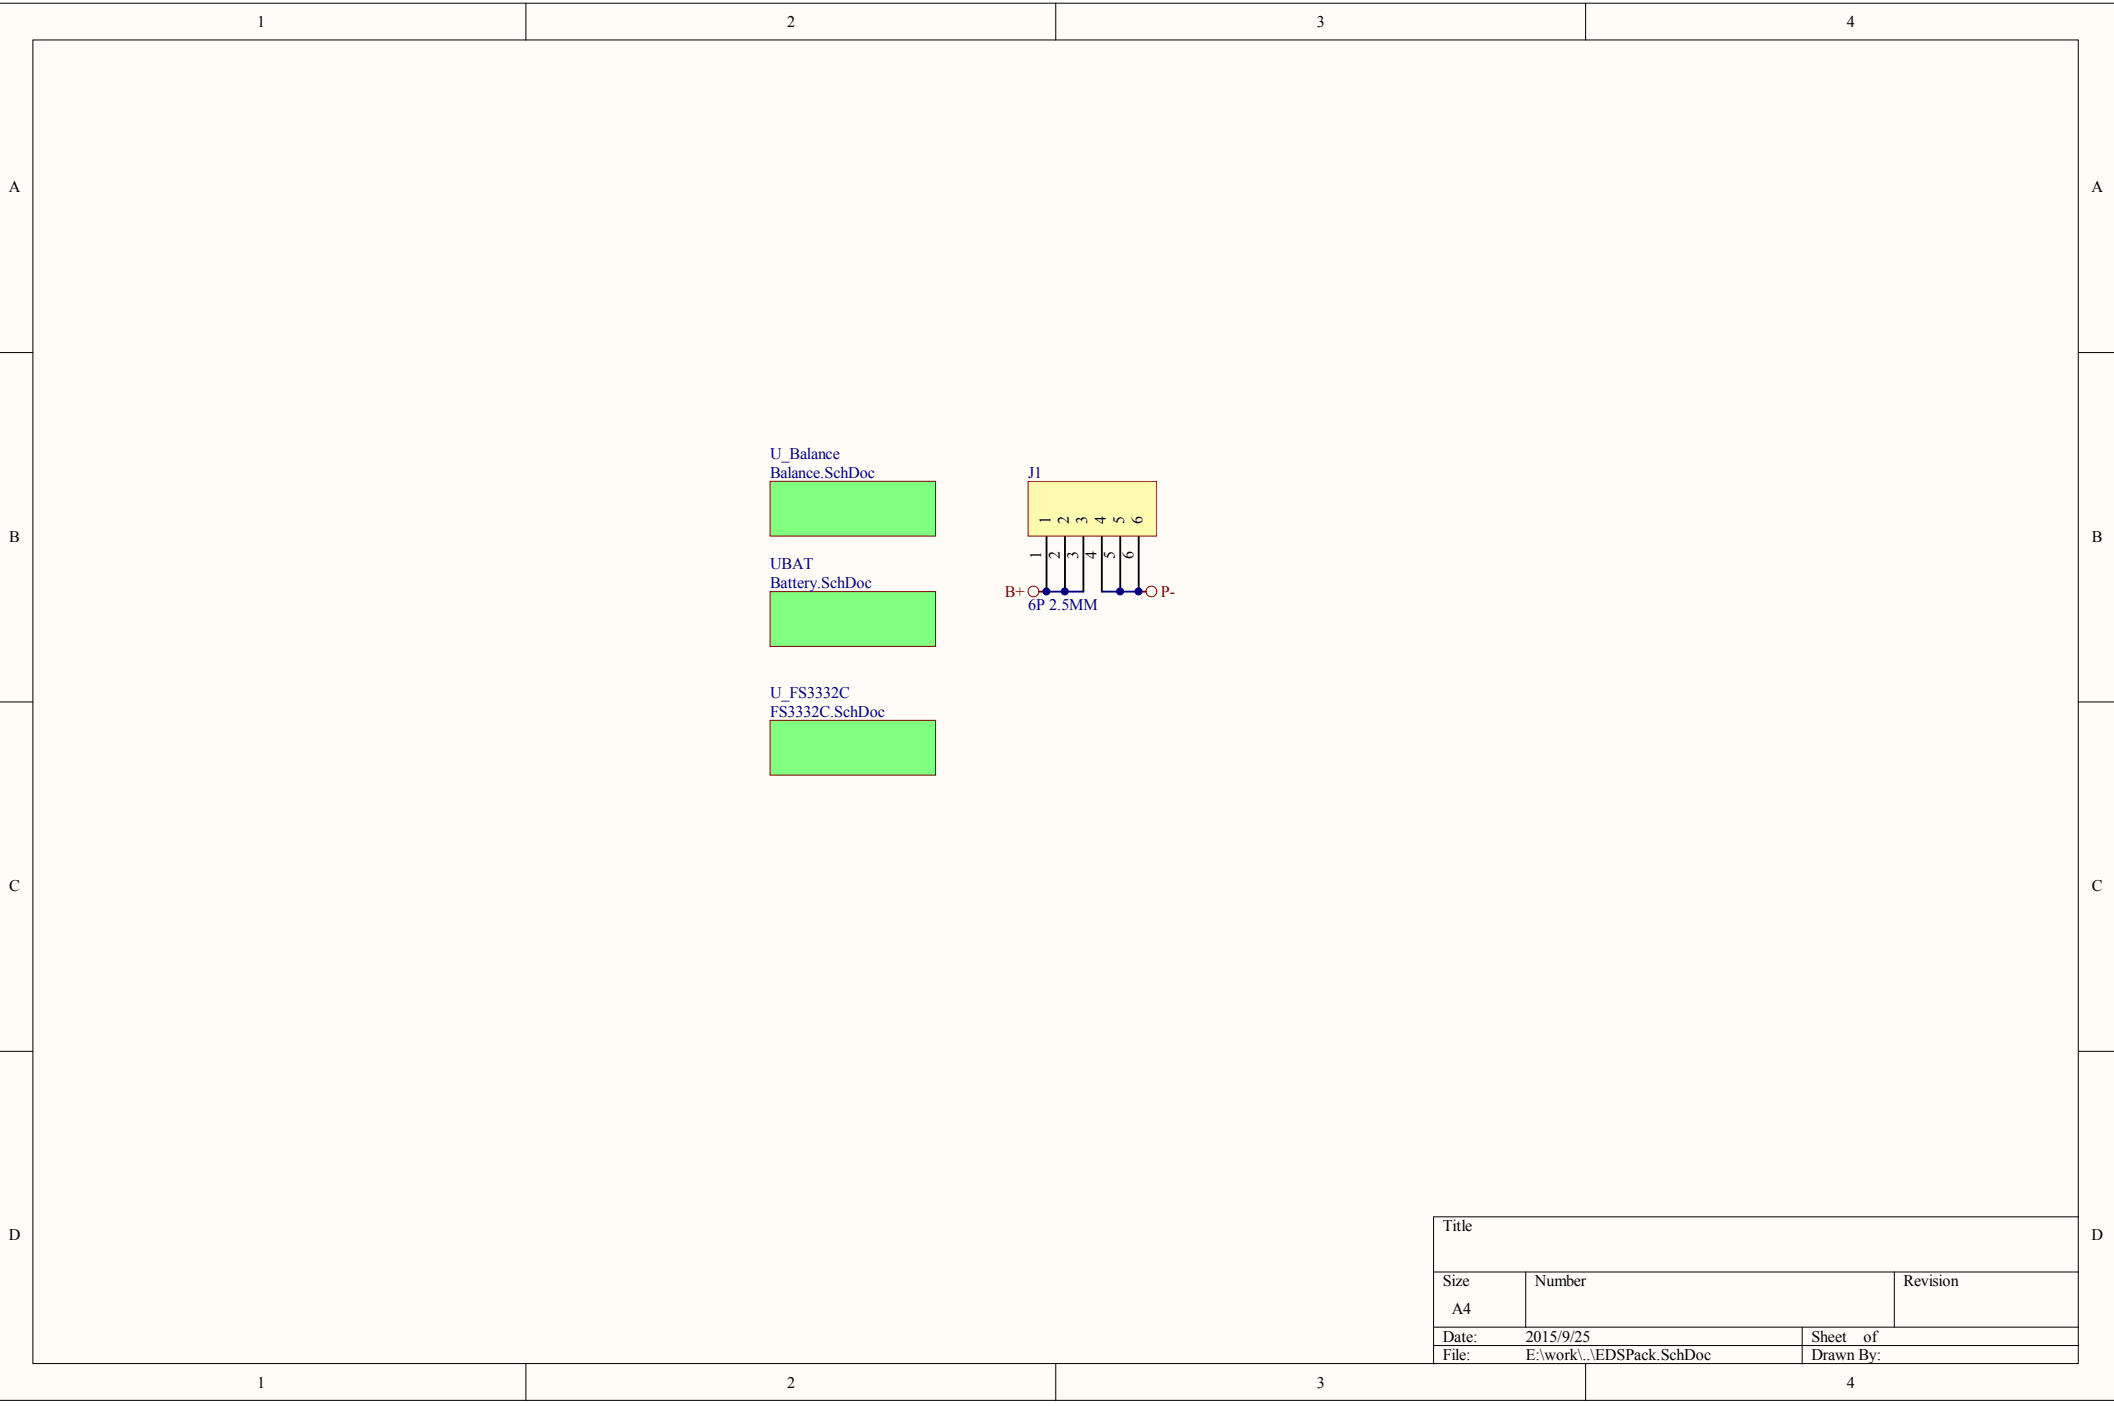 1 2 3 4
A A
U_Balance
Balance.SchDoc
J1
1 2 3 4 5 6
B B
1 2 3 4 5 6
UBAT
Battery.SchDoc
B+ P-
6P 2.5MM
U_FS3332C
FS3332C.SchDoc
C C
D D
Title
Size Number Revision
A4
Date: 2015/9/25 Sheet of
File: E:\work\..\EDSPack.SchDoc Drawn By:
1 2 3 4